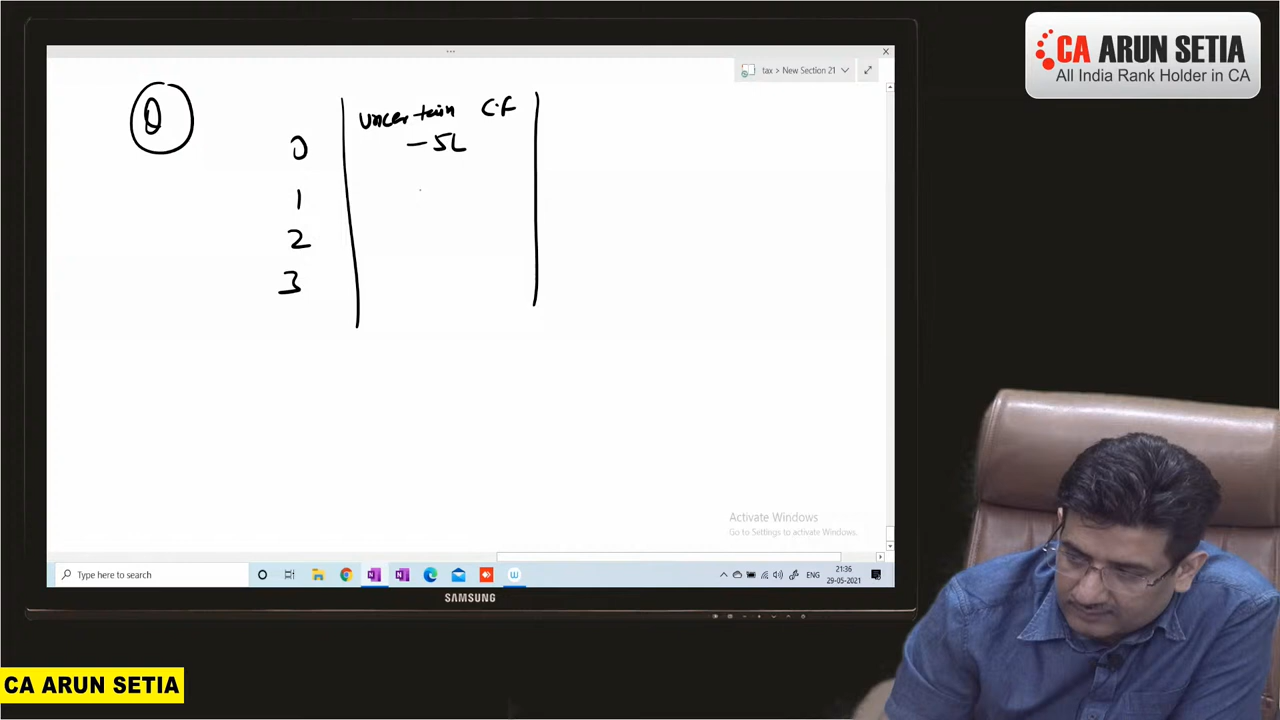 CA ARUN SETIA
All India Rank Holder in CA
tax > New Section 21
Q
Uncertain C.F
0 -5L
1
2
3
Activate Windows
Go to Settings to activate Windows.
Type here to search
ENG
21:36
29-05-2021
SAMSUNG
CA ARUN SETIA